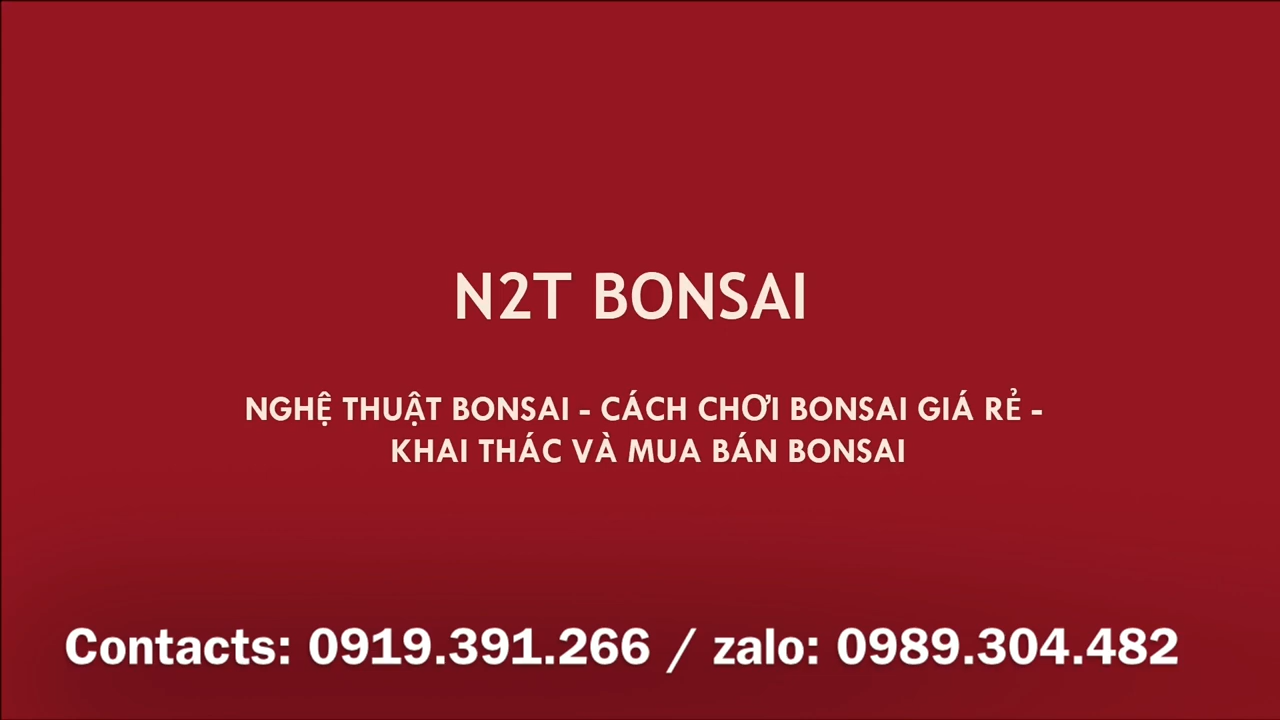 N2T BONSAI
NGHỆ THUẬT BONSAI - CÁCH CHƠI BONSAI GIÁ RẺ -
KHAI THÁC VÀ MUA BÁN BONSAI
Contacts: 0919.391.266 / zalo: 0989.304.482